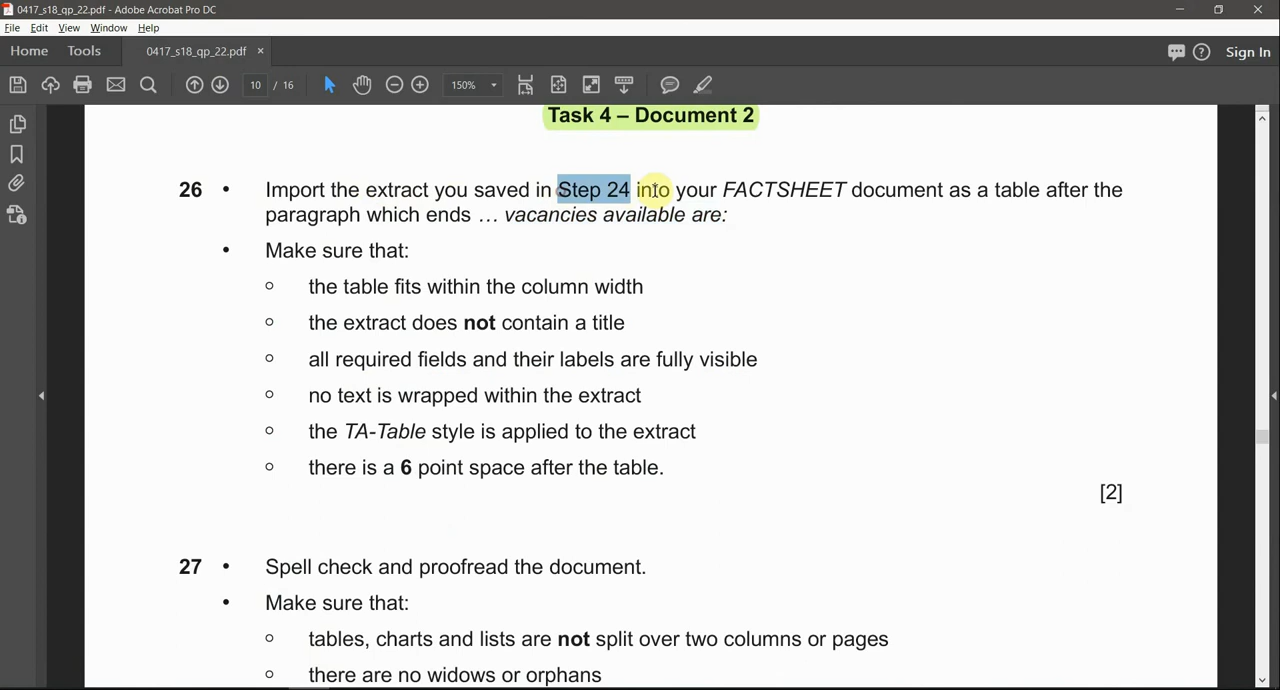 0417_s18_qp_22.pdf - Adobe Acrobat Pro DC
File Edit View Window Help
Home Tools 0417_s18_qp_22.pdf × Sign In
10 / 16 150%
Task 4 – Document 2
26 • Import the extract you saved in Step 24 into your FACTSHEET document as a table after the
paragraph which ends … vacancies available are:
• Make sure that:
○ the table fits within the column width
○ the extract does not contain a title
○ all required fields and their labels are fully visible
○ no text is wrapped within the extract
○ the TA-Table style is applied to the extract
○ there is a 6 point space after the table.
[2]
27 • Spell check and proofread the document.
• Make sure that:
○ tables, charts and lists are not split over two columns or pages
○ there are no widows or orphans